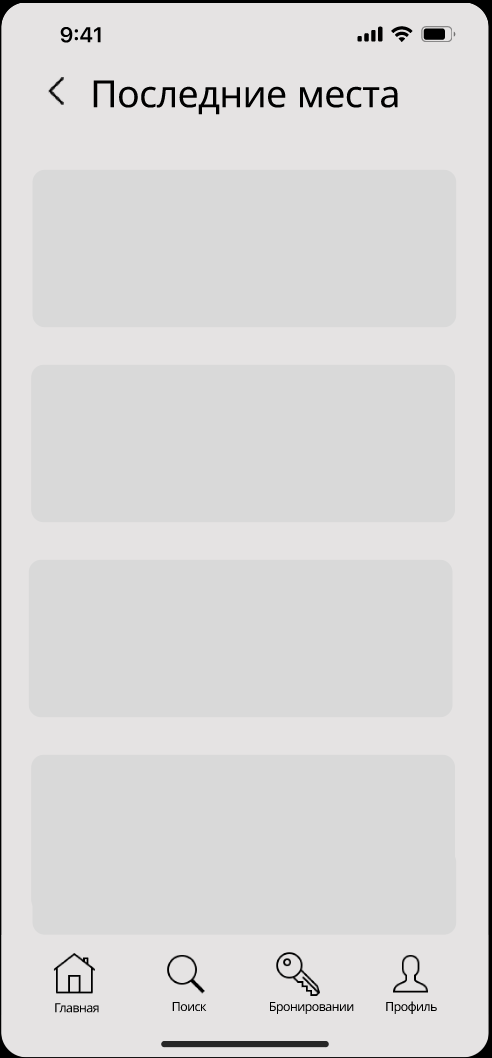 9:41
Последние места
Главная
Поиск
Бронировании
Профиль